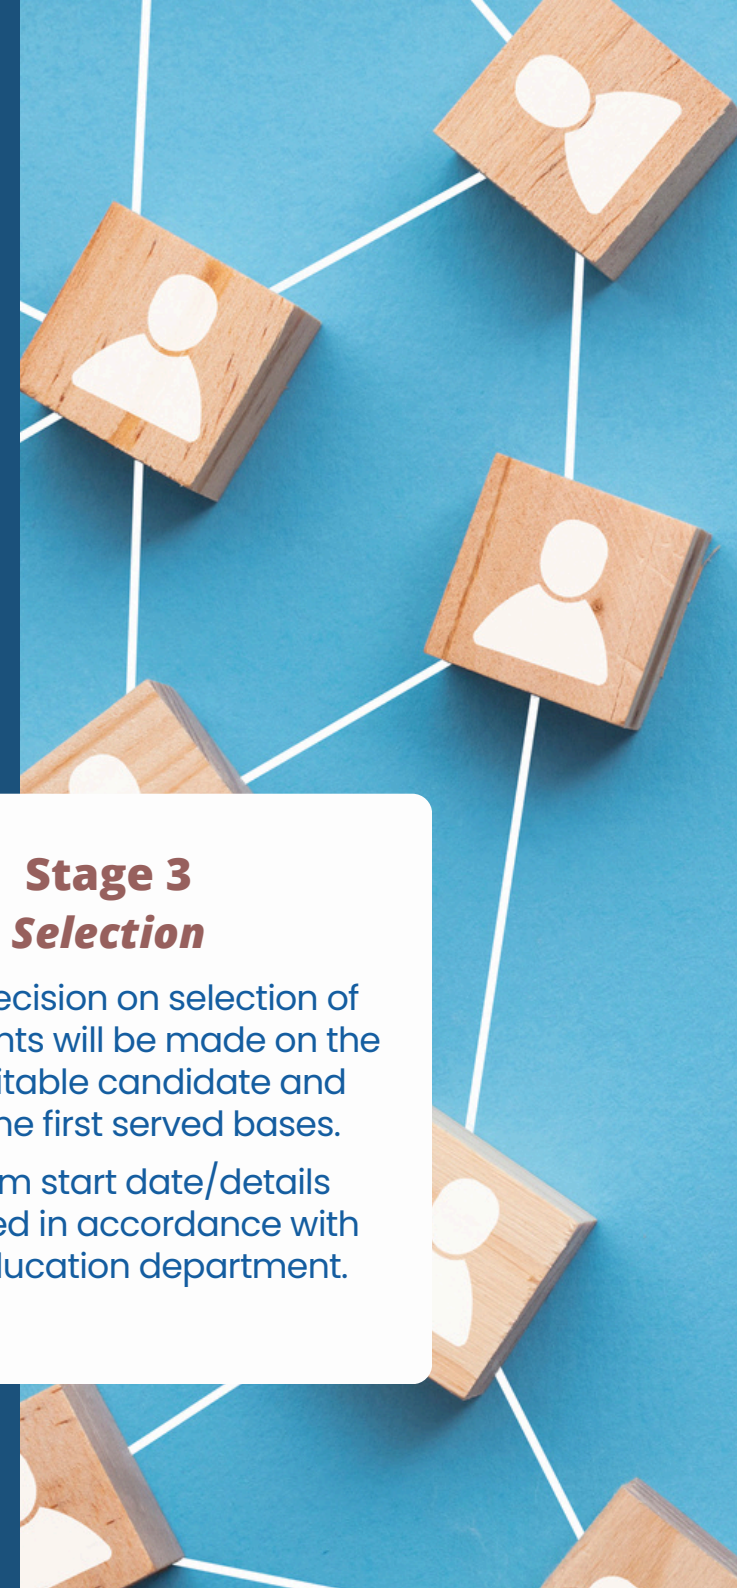 Stage 3
Selection
ecision on selection of
nts will be made on the
itable candidate and
ne first served bases.
m start date/details
ed in accordance with
lucation department.